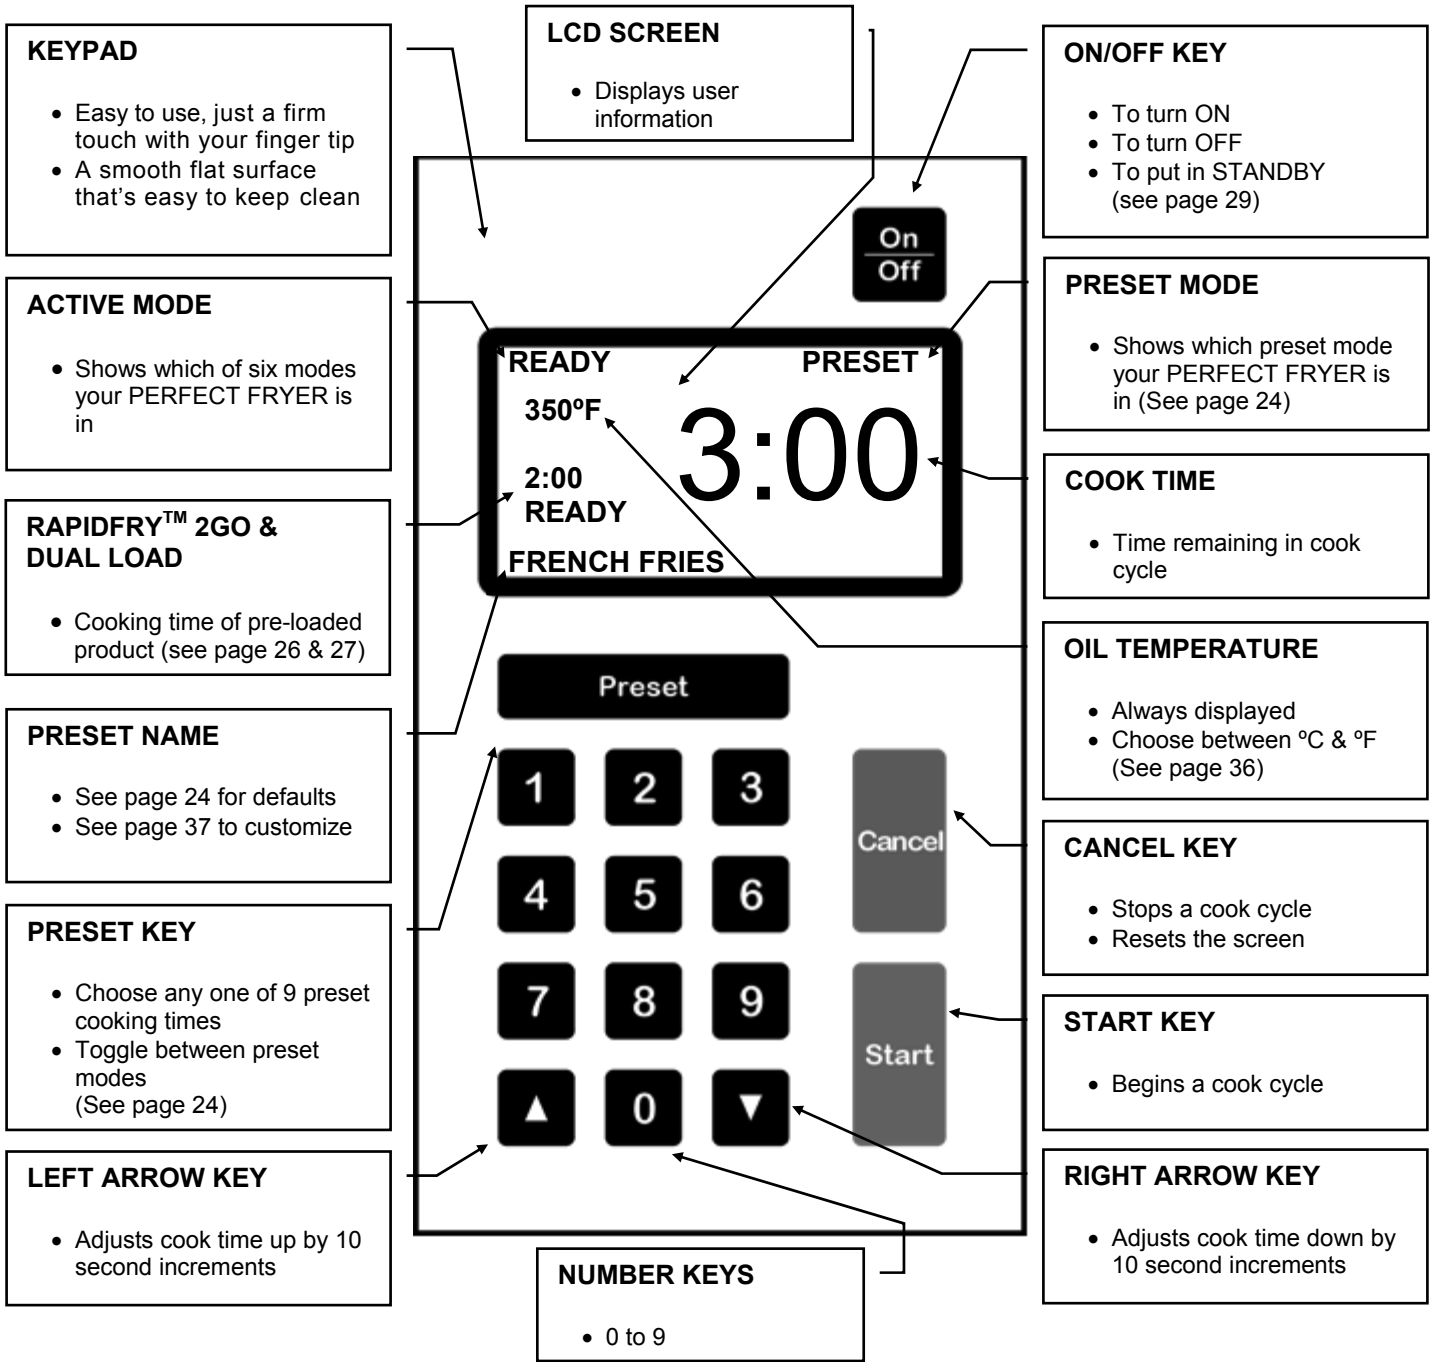 KEYPAD
• Easy to use, just a firm
touch with your finger tip
• A smooth flat surface
that's easy to keep clean
LCD SCREEN
• Displays user
information
ON/OFF KEY
• To turn ON
• To turn OFF
• To put in STANDBY
(see page 29)
ACTIVE MODE
• Shows which of six modes
your PERFECT FRYER is
in
PRESET MODE
• Shows which preset mode
your PERFECT FRYER is
in (See page 24)
RAPIDFRY™ 2GO &
DUAL LOAD
• Cooking time of pre-loaded
product (see page 26 & 27)
COOK TIME
• Time remaining in cook
cycle
PRESET NAME
• See page 24 for defaults
• See page 37 to customize
OIL TEMPERATURE
• Always displayed
• Choose between ºC & ºF
(See page 36)
PRESET KEY
• Choose any one of 9 preset
cooking times
• Toggle between preset
modes
(See page 24)
CANCEL KEY
• Stops a cook cycle
• Resets the screen
START KEY
• Begins a cook cycle
LEFT ARROW KEY
• Adjusts cook time up by 10
second increments
RIGHT ARROW KEY
• Adjusts cook time down by
10 second increments
NUMBER KEYS
• 0 to 9
On
Off
READY PRESET
350ºF
3:00
2:00
READY
FRENCH FRIES
Preset
1 2 3
Cancel
4 5 6
7 8 9
Start
▲ 0 ▼